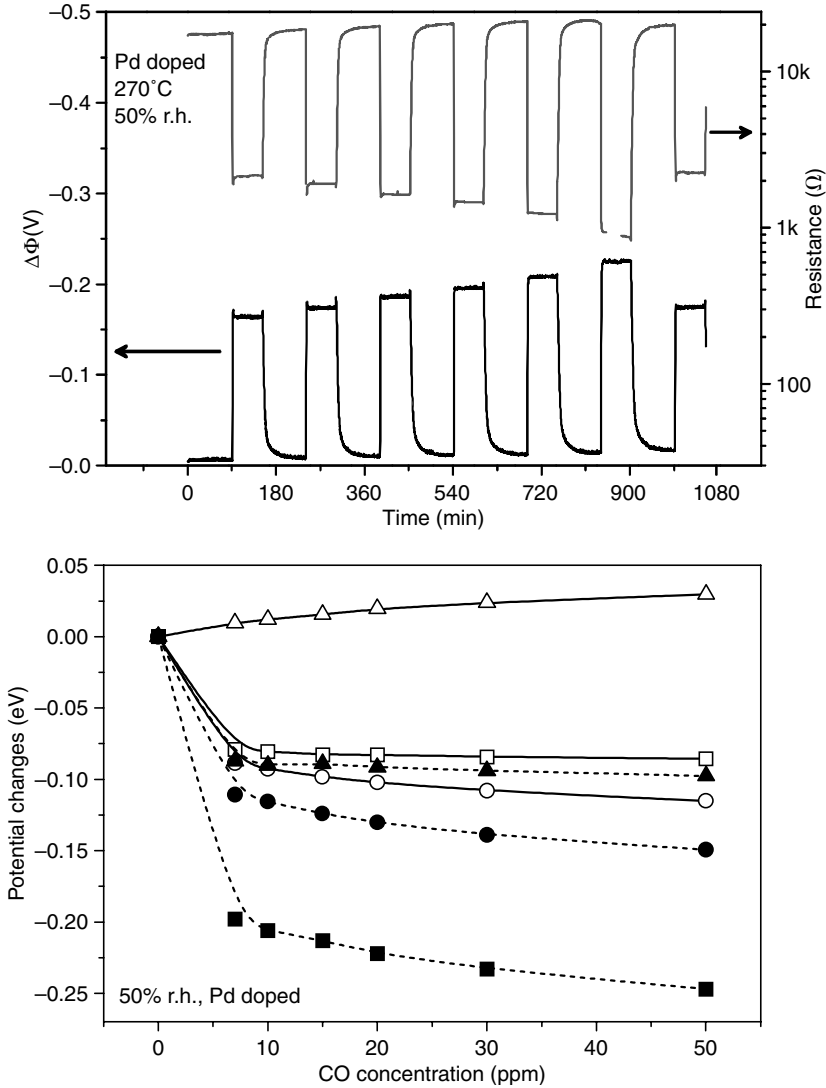 –0.5
–0.4
–0.3
–0.2
–0.1
–0.0
ΔΦ(V)
Pd doped
270˚C
50% r.h.
10k
1k
100
Resistance (Ω)
0
180
360
540
720
900
1080
Time (min)
0.05
0.00
–0.05
–0.10
–0.15
–0.20
–0.25
Potential changes (eV)
50% r.h., Pd doped
0
10
20
30
40
50
CO concentration (ppm)